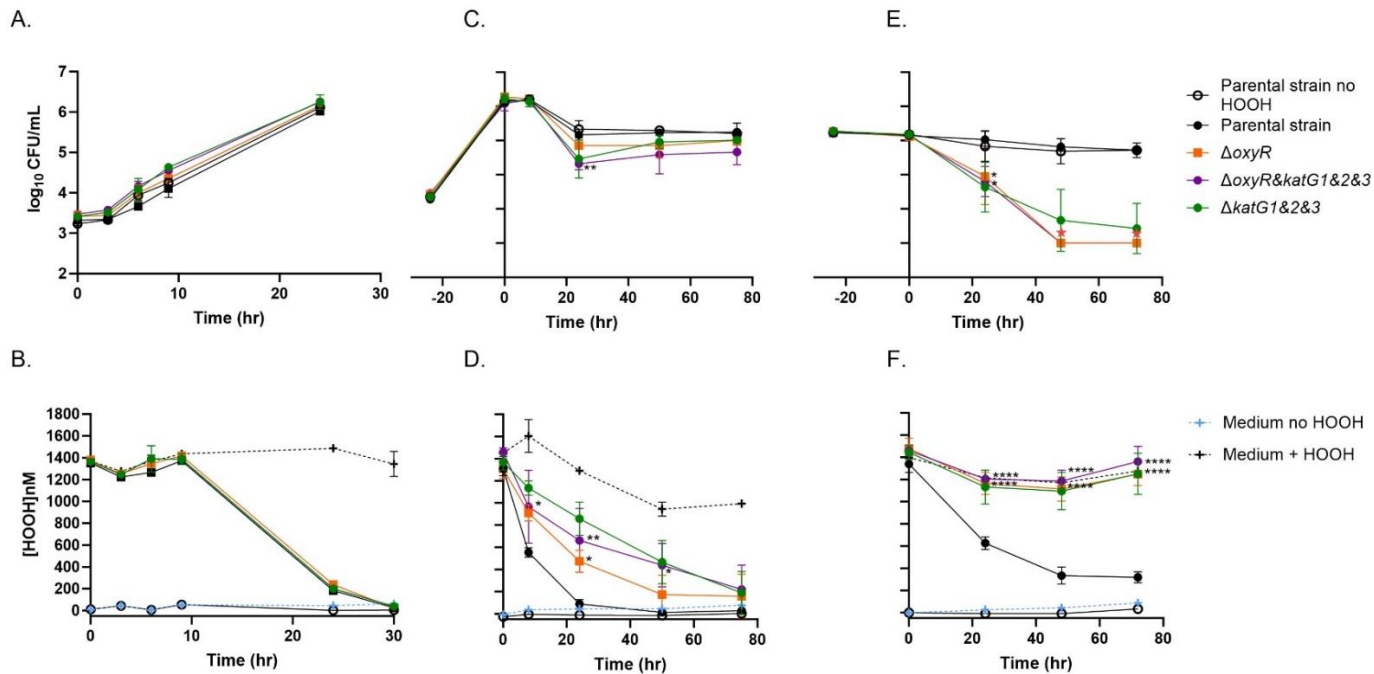 A.
C.
E.
log10 CFU/mL
7
6
5
4
3
2
0 10 20 30
Time (hr)
-20 0 20 40 60 80
Time (hr)
**
-20 0 20 40 60 80
Time (hr)
*
*
Parental strain no
HOOH
Parental strain
ΔoxyR
ΔoxyR&katG1&2&3
ΔkatG1&2&3
B.
D.
F.
[HOOH]nM
1800
1600
1400
1200
1000
800
600
400
200
0
0 10 20 30
Time (hr)
*
**
*
*
0 20 40 60 80
Time (hr)
****
****
****
****
****
****
0 20 40 60 80
Time (hr)
Medium no HOOH
Medium + HOOH